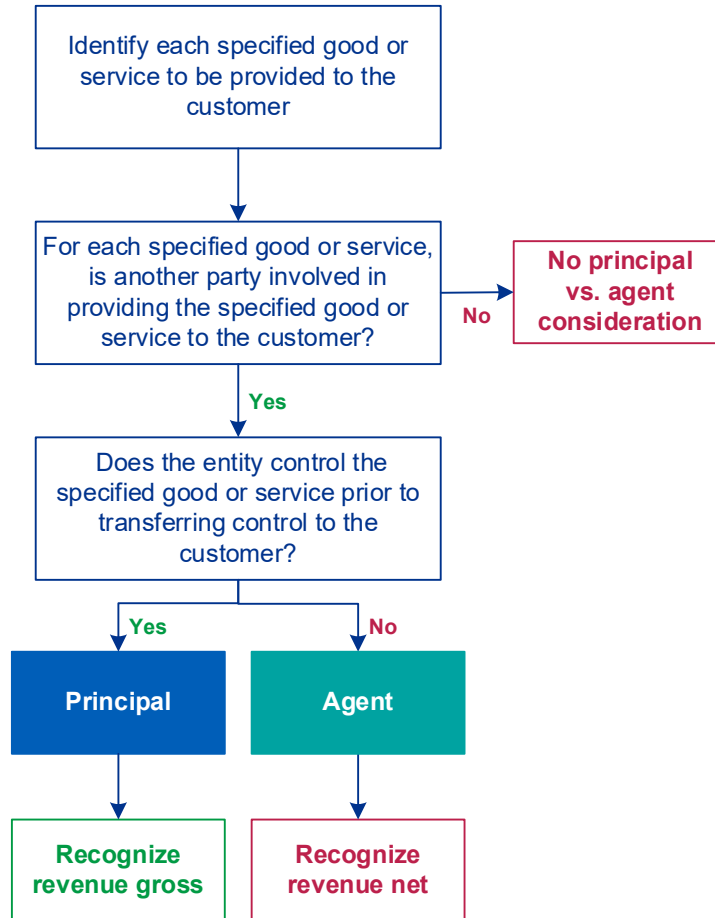 Identify each specified good or
service to be provided to the
customer
For each specified good or service,
is another party involved in
providing the specified good or
service to the customer?
No
No principal
vs. agent
consideration
Yes
Does the entity control the
specified good or service prior to
transferring control to the
customer?
Yes
No
Principal
Agent
Recognize
revenue gross
Recognize
revenue net